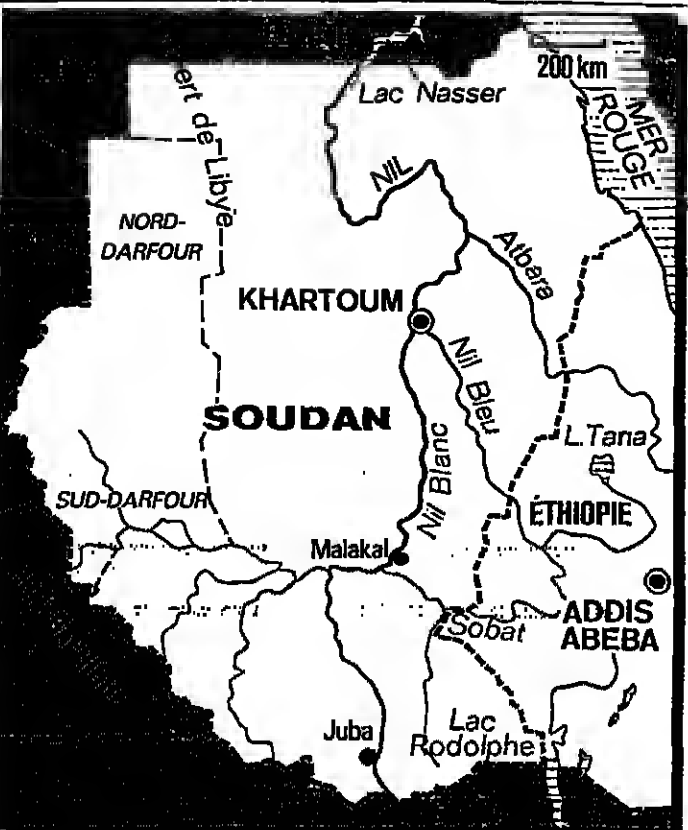 200 km
Lac Nasser
MER
ROUGE
ert de Libye
NIL
NORD-
DARFOUR
Atbara
KHARTOUM
Nil Bleu
SOUDAN
Nil Blanc
L. Tana
SUD-DARFOUR
ÉTHIOPIE
Malakal
ADDIS
ABEBA
Sobat
Juba
Lac
Rodolphe